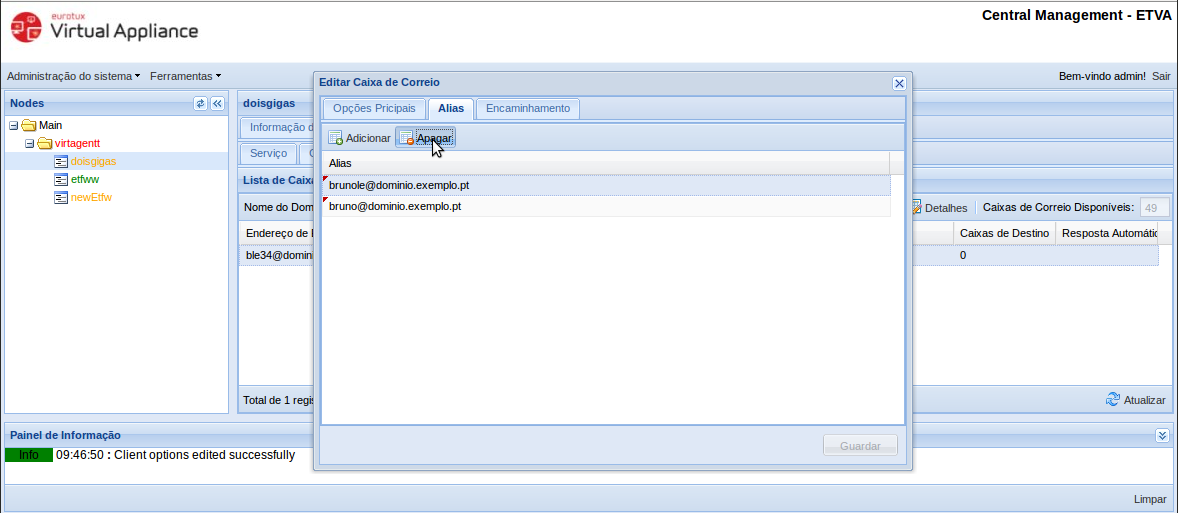 eurotux
Virtual Appliance
Central Management - ETVA
Administração do sistema Ferramentas
Bem-vindo admin! Sair
Nodes
Main
virtagentt
doisgigas
etfww
newEtfw
doisgigas
Informação d
Serviço
Lista de Caixa
Nome do Dom
Detalhes Caixas de Correio Disponíveis: 49
Endereço de E
Caixas de Destino Resposta Automátic
ble34@domini
0
Total de 1 regis
Atualizar
Editar Caixa de Correio
Opções Pricipais Alias Encaminhamento
Adicionar Apagar
Alias
brunole@dominio.exemplo.pt
bruno@dominio.exemplo.pt
Guardar
Painel de Informação
Info 09:46:50 : Client options edited successfully
Limpar